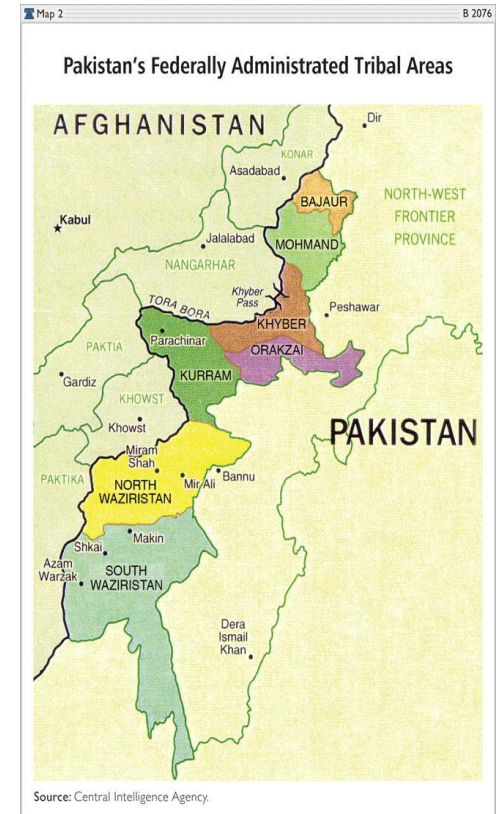 Map 2
B 2076
Pakistan's Federally Administrated Tribal Areas
AFGHANISTAN
Dir
KONAR
Asadabad
BAJAUR
NORTH-WEST
FRONTIER
PROVINCE
Kabul
Jalalabad
MOHMAND
NANGARHAR
Khyber
Pass
TORA BORA
Peshawar
KHYBER
Parachinar
ORAKZAI
PAKTIA
KURRAM
Gardiz
KHOWST
Khowst
PAKISTAN
Miram
Shah
PAKTIKA
Mir Ali
Bannu
NORTH
WAZIRISTAN
Makin
Shkai
Azam
Warzak
SOUTH
WAZIRISTAN
Dera
Ismail
Khan
Source: Central Intelligence Agency.